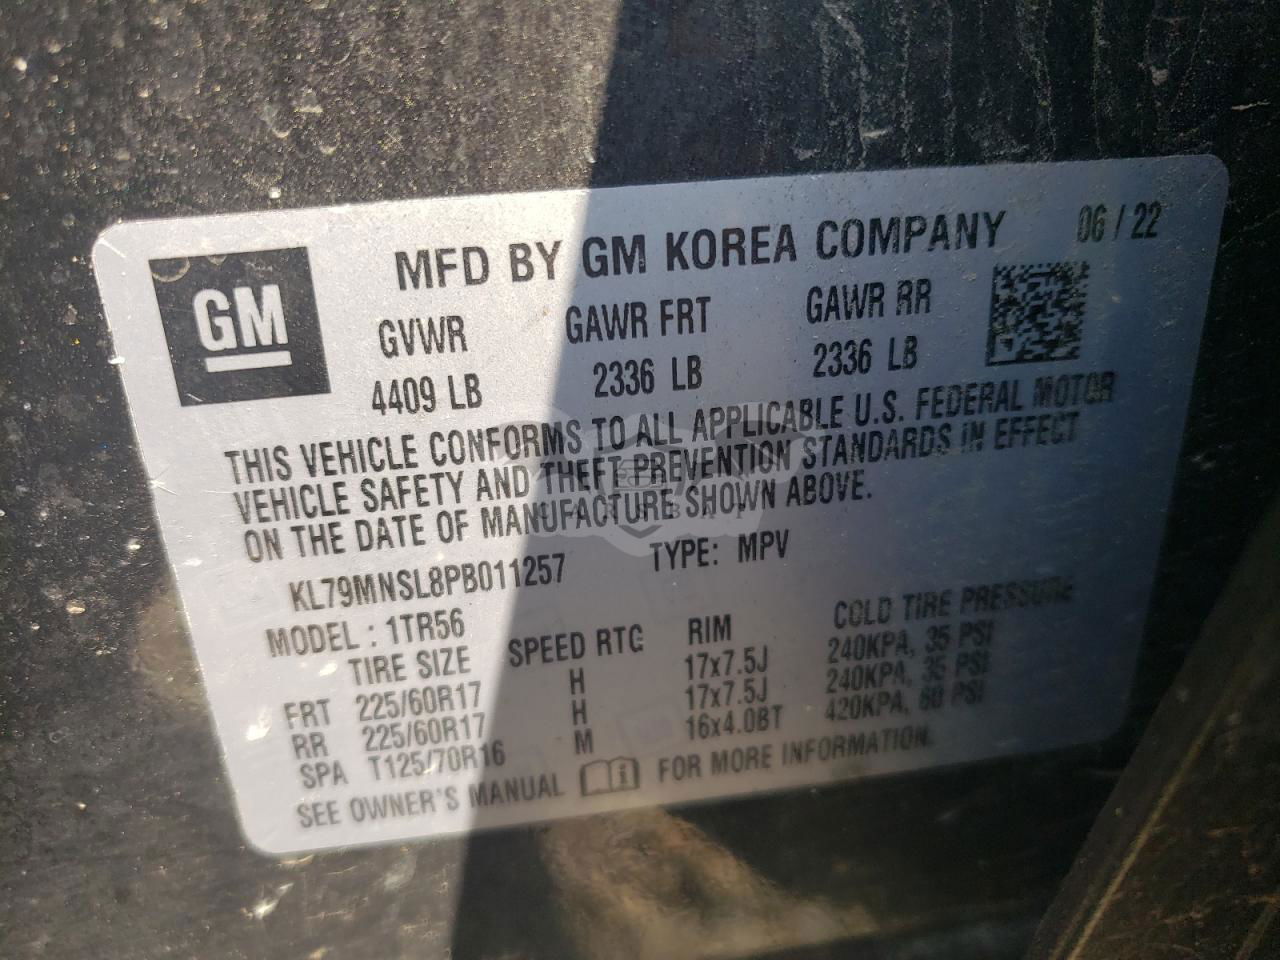 GM
MFD BY GM KOREA COMPANY 06 / 22
GVWR GAWR FRT GAWR RR
4409 LB 2336 LB 2336 LB
THIS VEHICLE CONFORMS TO ALL APPLICABLE U.S. FEDERAL MOTOR
VEHICLE SAFETY AND THEFT PREVENTION STANDARDS IN EFFECT
ON THE DATE OF MANUFACTURE SHOWN ABOVE.
KL79MNSL8PB011257 TYPE: MPV
MODEL : 1TR56
TIRE SIZE SPEED RTG RIM COLD TIRE PRESSURE
FRT 225/60R17 H 17x7.5J 240KPA, 35 PSI
RR 225/60R17 H 17x7.5J 240KPA, 35 PSI
SPA T125/70R16 M 16x4.0BT 420KPA, 60 PSI
SEE OWNER'S MANUAL FOR MORE INFORMATION.